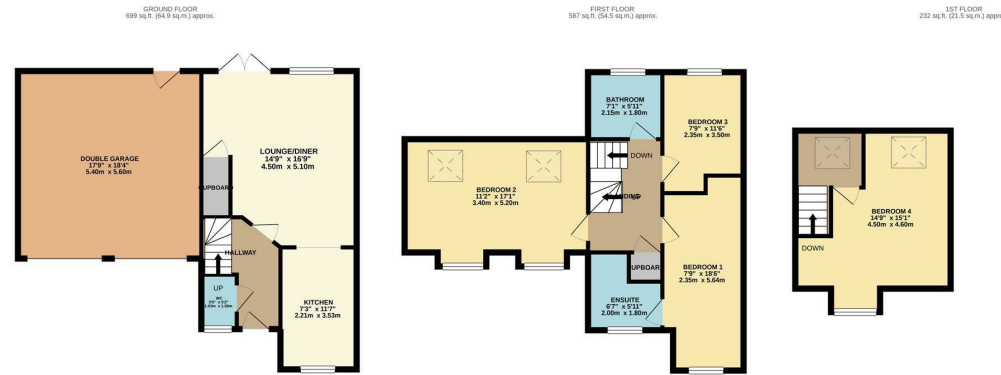 GROUND FLOOR
699 sq.ft. (64.9 sq.m.) approx.
DOUBLE GARAGE
17'9" x 18'4"
5.40m x 5.60m
LOUNGE/DINER
14'9" x 16'9"
4.50m x 5.10m
UPBOAR
HALLWAY
UP
WC
KITCHEN
7'3" x 11'7"
2.21m x 3.53m
FIRST FLOOR
587 sq.ft. (54.5 sq.m.) approx.
BATHROOM
7'1" x 5'11"
2.15m x 1.80m
BEDROOM 3
7'9" x 11'6"
2.35m x 3.50m
DOWN
BEDROOM 2
11'2" x 17'1"
3.40m x 5.20m
UPBOAR
BEDROOM 1
7'9" x 18'6"
2.35m x 5.64m
ENSUITE
6'7" x 5'11"
2.00m x 1.80m
1ST FLOOR
232 sq.ft. (21.5 sq.m.) appro
BEDROOM 4
14'9" x 15'1"
4.50m x 4.60m
DOWN